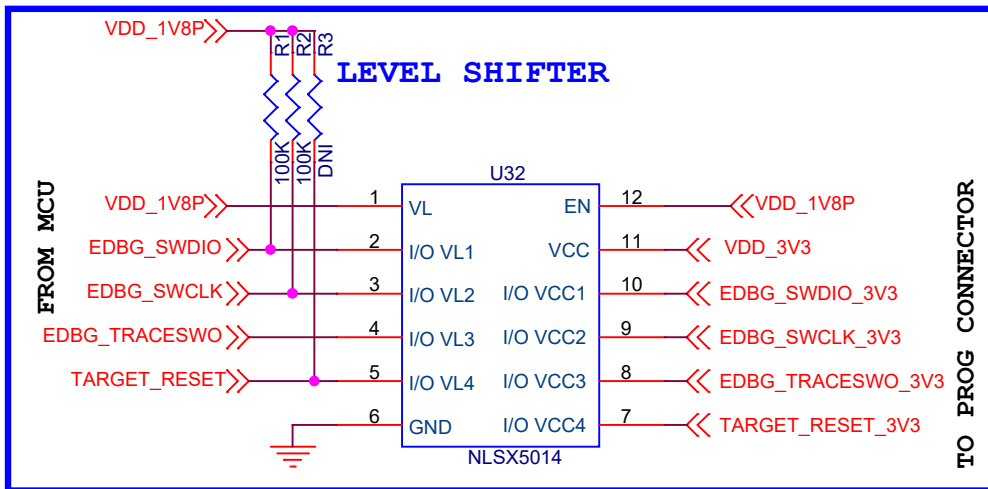 VDD_1V8P
R1
R2
R3
100K
100K
DNI
LEVEL SHIFTER
FROM MCU
U32
VDD_1V8P 1 VL EN 12 VDD_1V8P
EDBG_SWDIO 2 I/O VL1 VCC 11 VDD_3V3
EDBG_SWCLK 3 I/O VL2 I/O VCC1 10 EDBG_SWDIO_3V3
EDBG_TRACESWO 4 I/O VL3 I/O VCC2 9 EDBG_SWCLK_3V3
TARGET_RESET 5 I/O VL4 I/O VCC3 8 EDBG_TRACESWO_3V3
6 GND I/O VCC4 7 TARGET_RESET_3V3
NLSX5014
TO PROG CONNECTOR